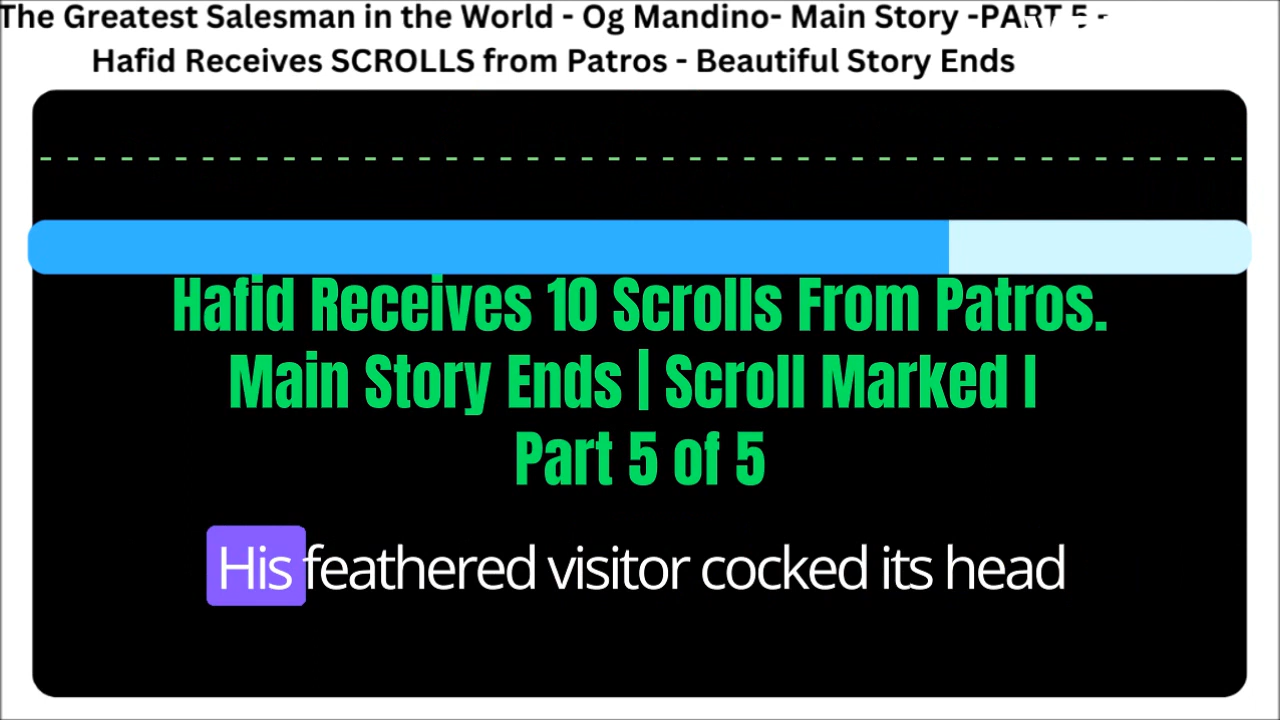 The Greatest Salesman in the World - Og Mandino- Main Story -PART 5 -
Hafid Receives SCROLLS from Patros - Beautiful Story Ends
Hafid Receives 10 Scrolls From Patros.
Main Story Ends | Scroll Marked I
Part 5 of 5
His feathered visitor cocked its head